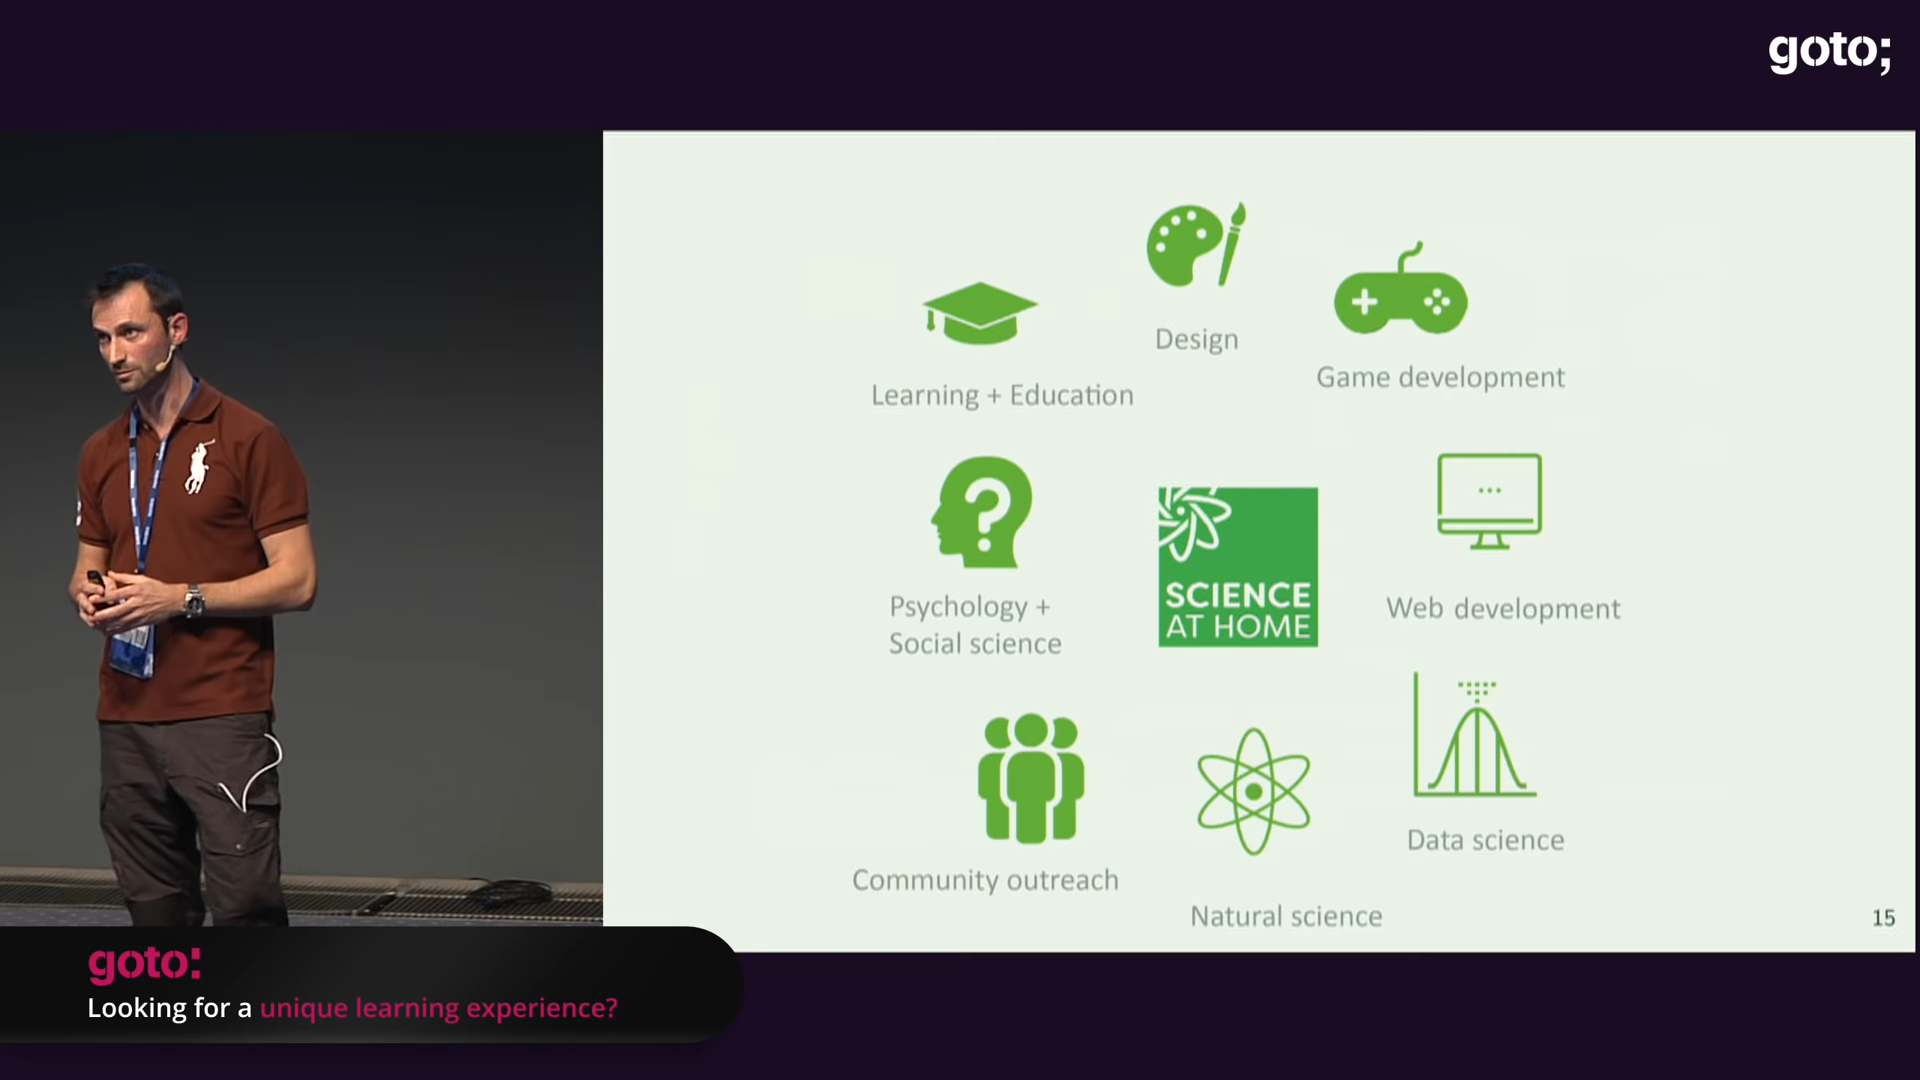 goto;
Design
Game development
Learning + Education
Psychology +
Social science
SCIENCE
AT HOME
Web development
Data science
Community outreach
Natural science
15
goto:
Looking for a unique learning experience?